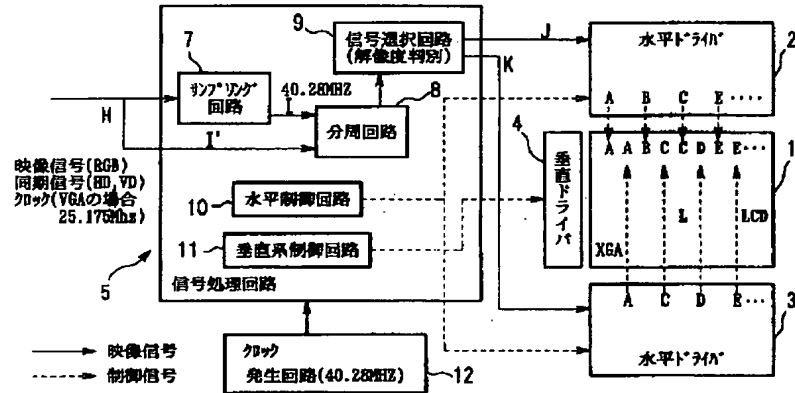 9
信号選択回路
(解像度判別)
J
K
水平ドライバ
2
A B C E・・・・
7
サンプリング
回路
40.28MHZ
I
8
分周回路
H
I'
映像信号(RGB)
同期信号(HD,VD)
クロック(VGAの場合
25.175Mhz)
4
垂直ドライバ
A A B C C D E E・・・
1
L
XGA
LCD
10
水平制御回路
11
垂直系制御回路
信号処理回路
5
A C D E・・・
水平ドライバ
3
クロック
発生回路(40.28MHZ)
12
映像信号
制御信号